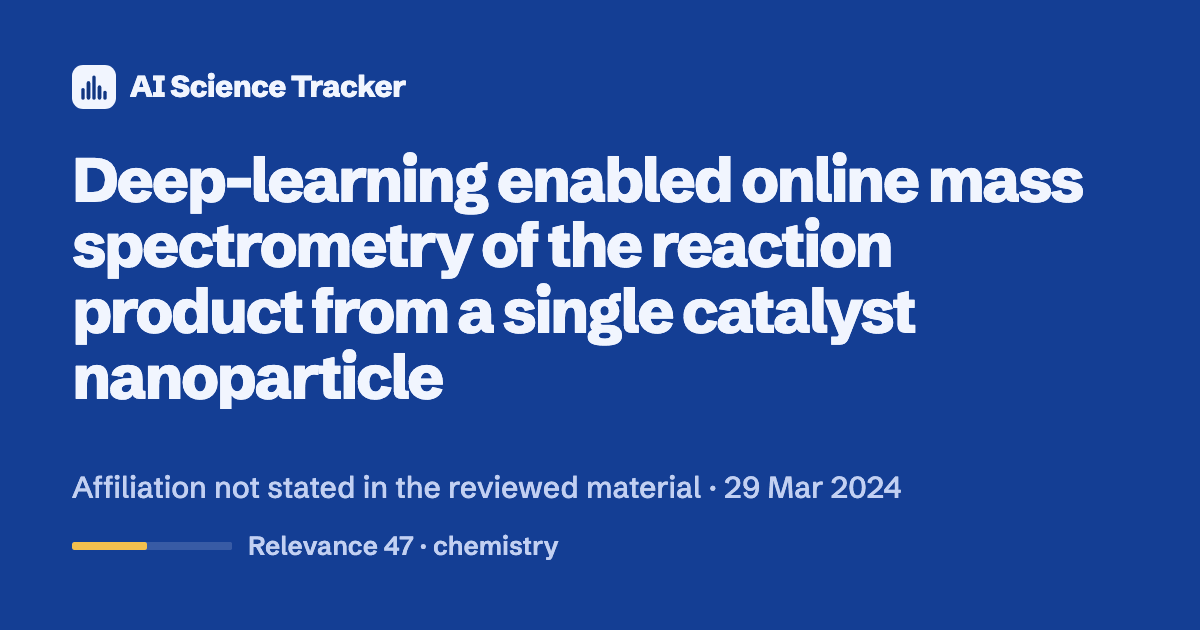 AI Science Tracker
Deep-learning enabled online mass
spectrometry of the reaction
product from a single catalyst
nanoparticle
Affiliation not stated in the reviewed material · 29 Mar 2024
Relevance 47 · chemistry